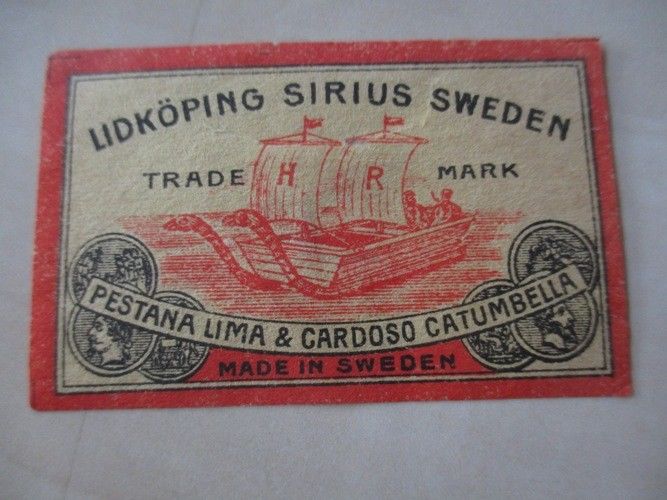 LIDKÖPING SIRIUS SWEDEN
TRADE H R MARK
PESTANA LIMA & CARDOSO CATUMBELLA
MADE IN SWEDEN